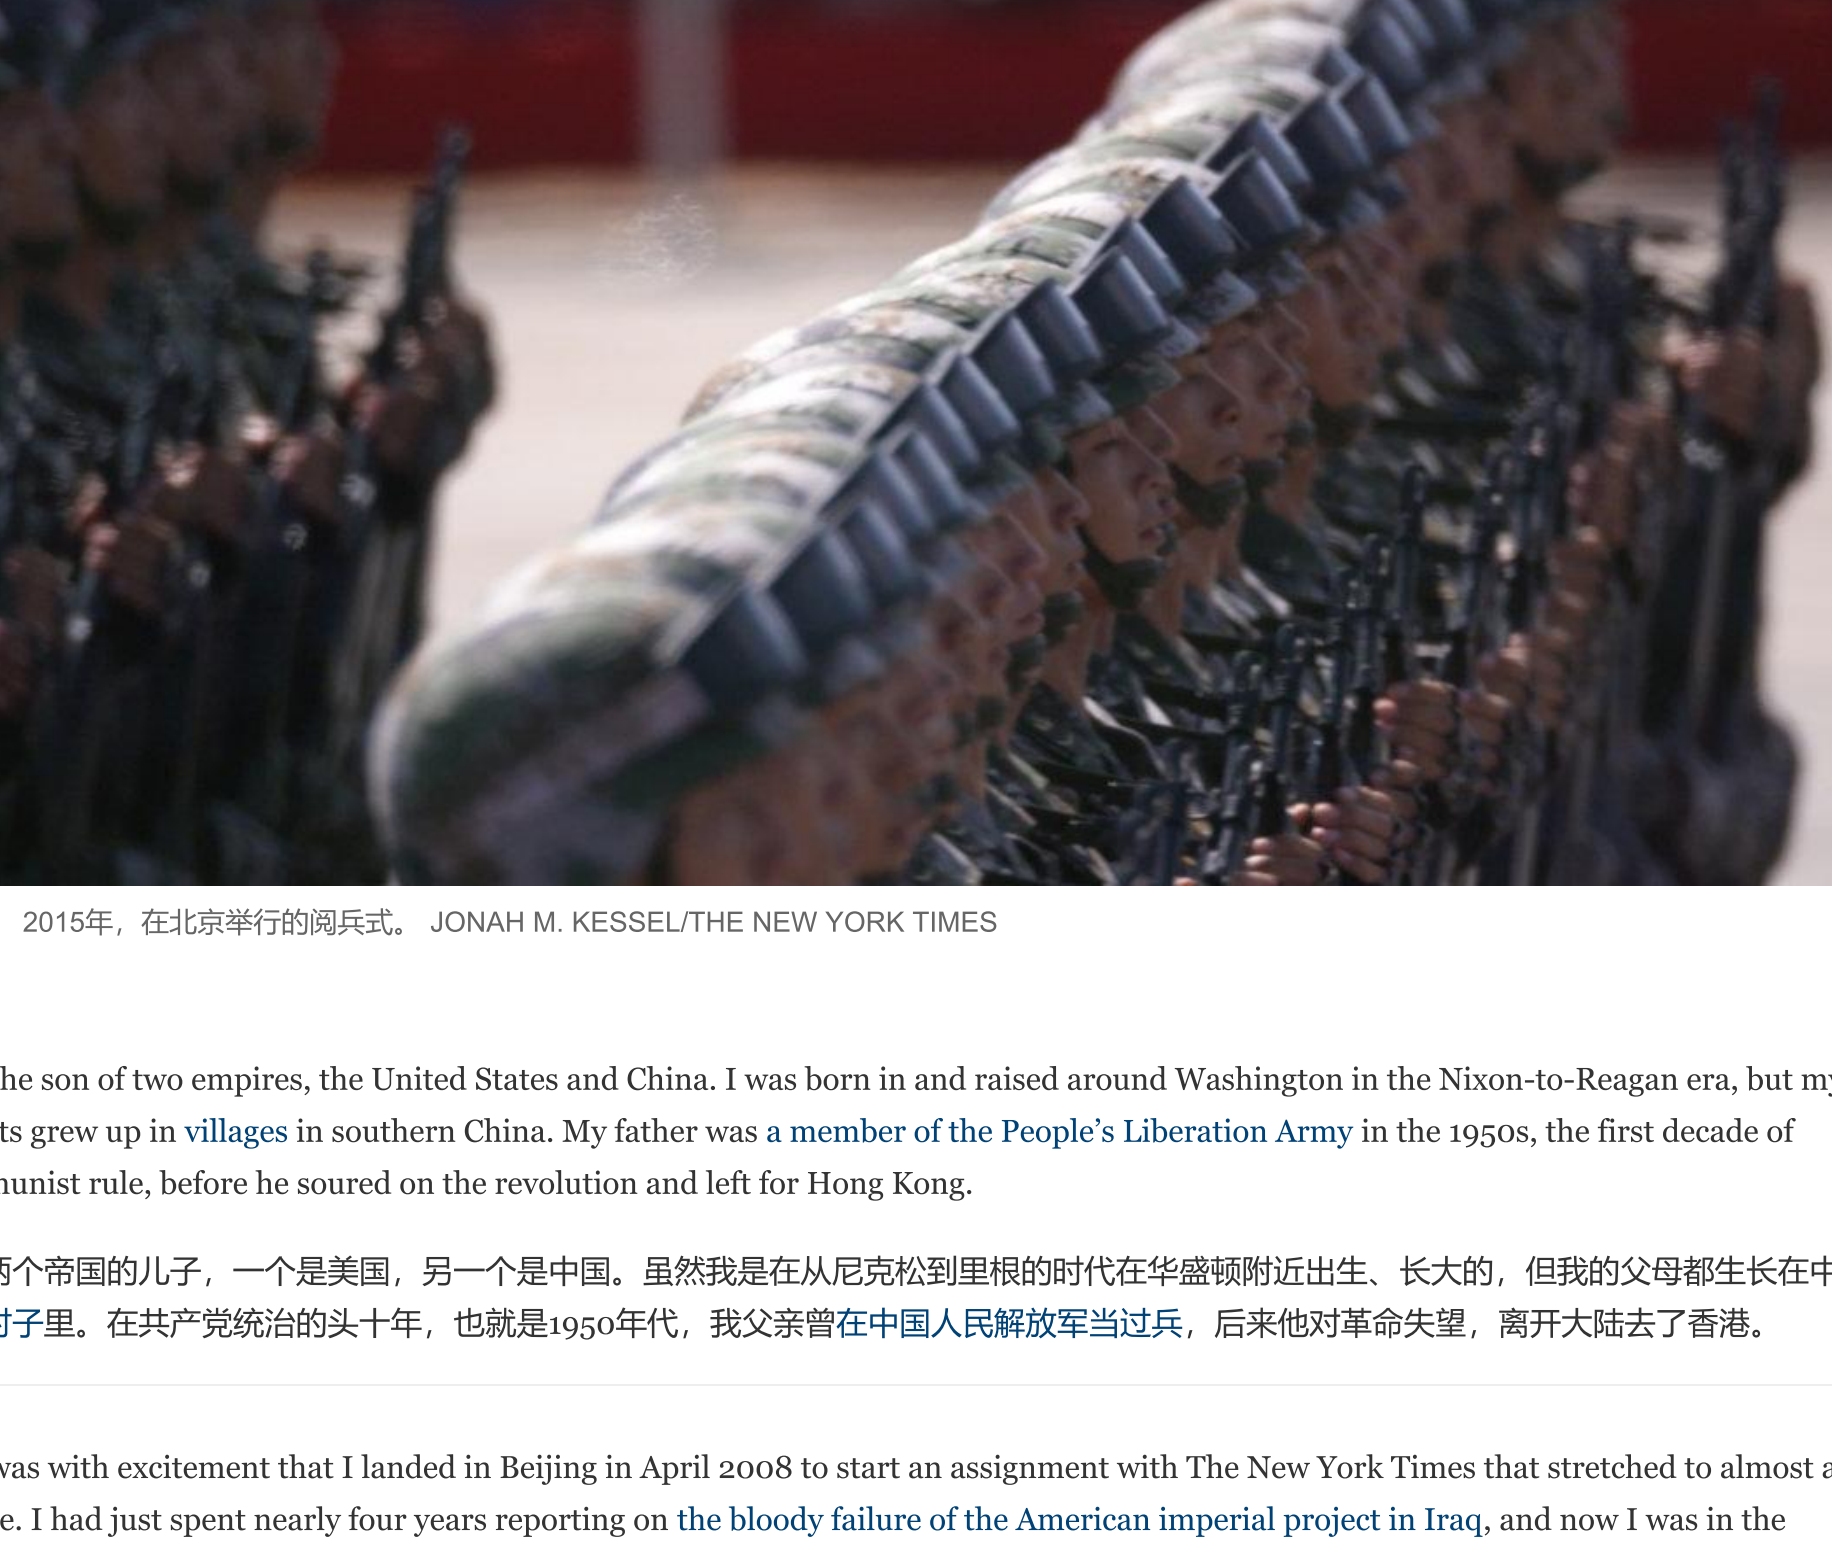 2015年，在北京举行的阅兵式。 JONAH M. KESSEL/THE NEW YORK TIMES
he son of two empires, the United States and China. I was born in and raised around Washington in the Nixon-to-Reagan era, but my
ts grew up in villages in southern China. My father was a member of the People’s Liberation Army in the 1950s, the first decade of
munist rule, before he soured on the revolution and left for Hong Kong.
两个帝国的儿子，一个是美国，另一个是中国。虽然我是在从尼克松到里根的时代在华盛顿附近出生、长大的，但我的父母都生长在中
村子里。在共产党统治的头十年，也就是1950年代，我父亲曾在中国人民解放军当过兵，后来他对革命失望，离开大陆去了香港。
was with excitement that I landed in Beijing in April 2008 to start an assignment with The New York Times that stretched to almost a
e. I had just spent nearly four years reporting on the bloody failure of the American imperial project in Iraq, and now I was in the